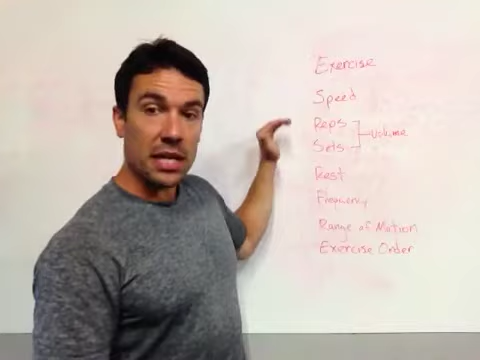 Exercise
Speed
Reps
Volume
Sets
Rest
Frequency
Range of Motion
Exercise Order